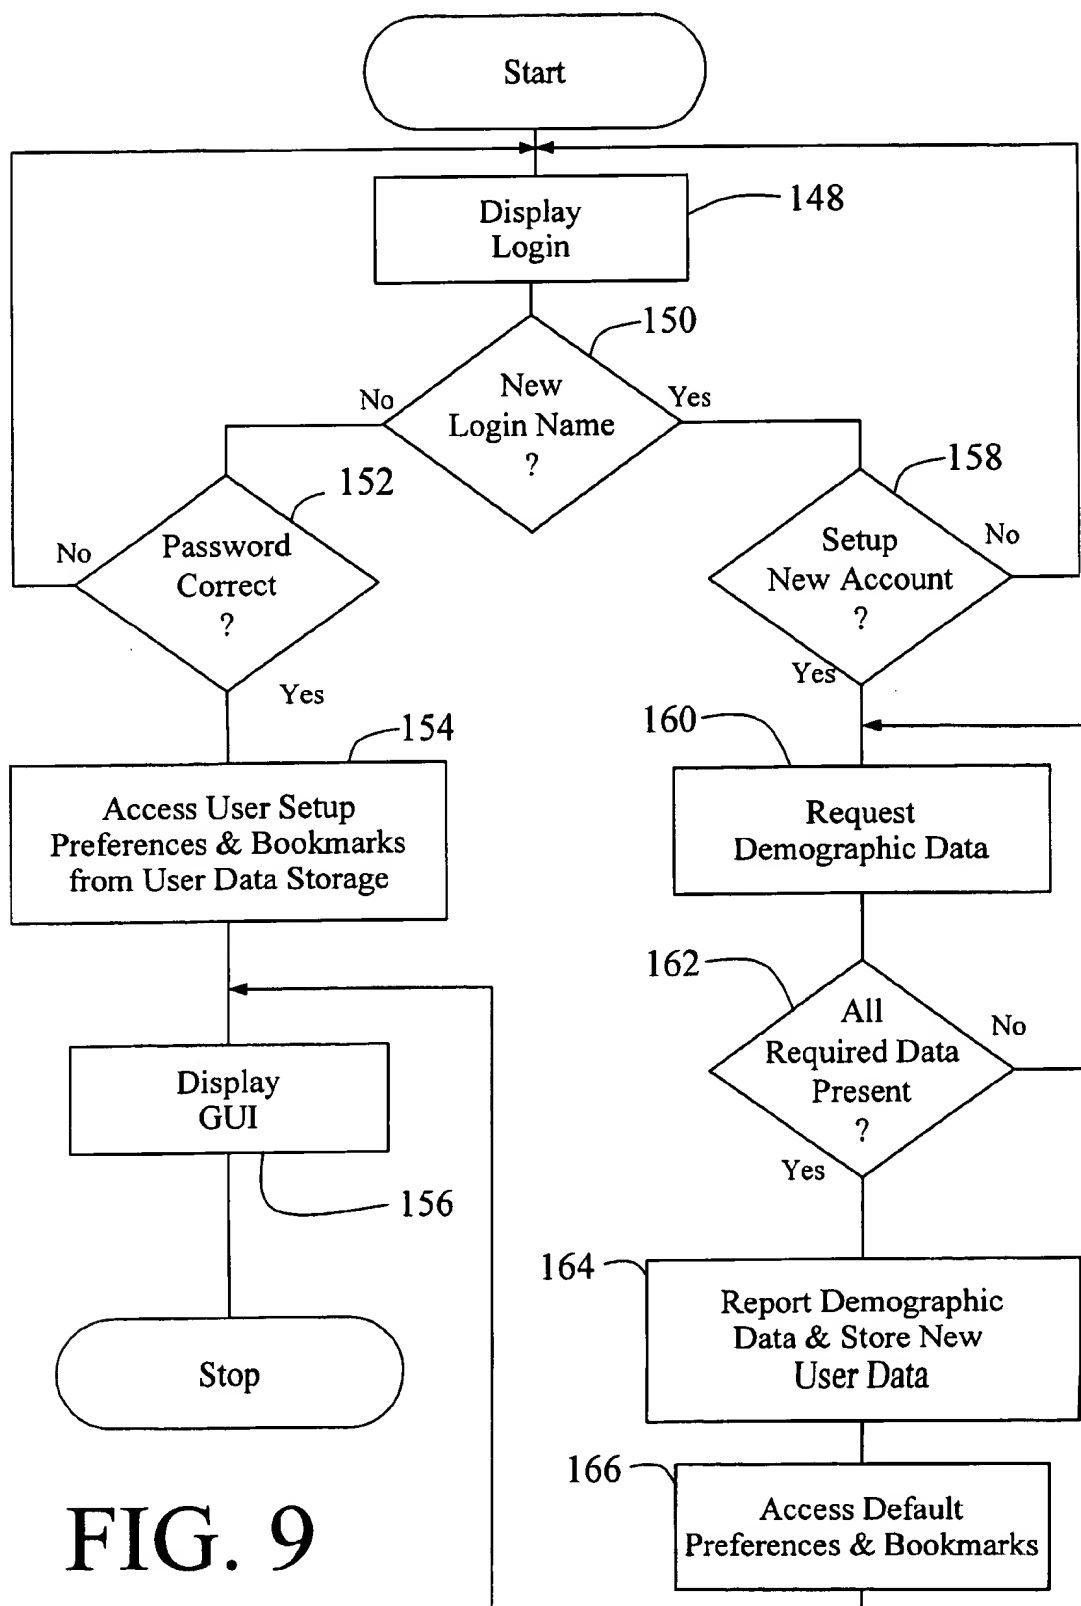 Start
Display
Login
148
150
New
Login Name
?
No
Yes
152
Password
Correct
?
No
Yes
158
Setup
New Account
?
No
Yes
154
Access User Setup
Preferences & Bookmarks
from User Data Storage
160
Request
Demographic Data
162
All
Required Data
Present
?
No
Yes
Display
GUI
156
164
Report Demographic
Data & Store New
User Data
Stop
166
Access Default
Preferences & Bookmarks
FIG. 9